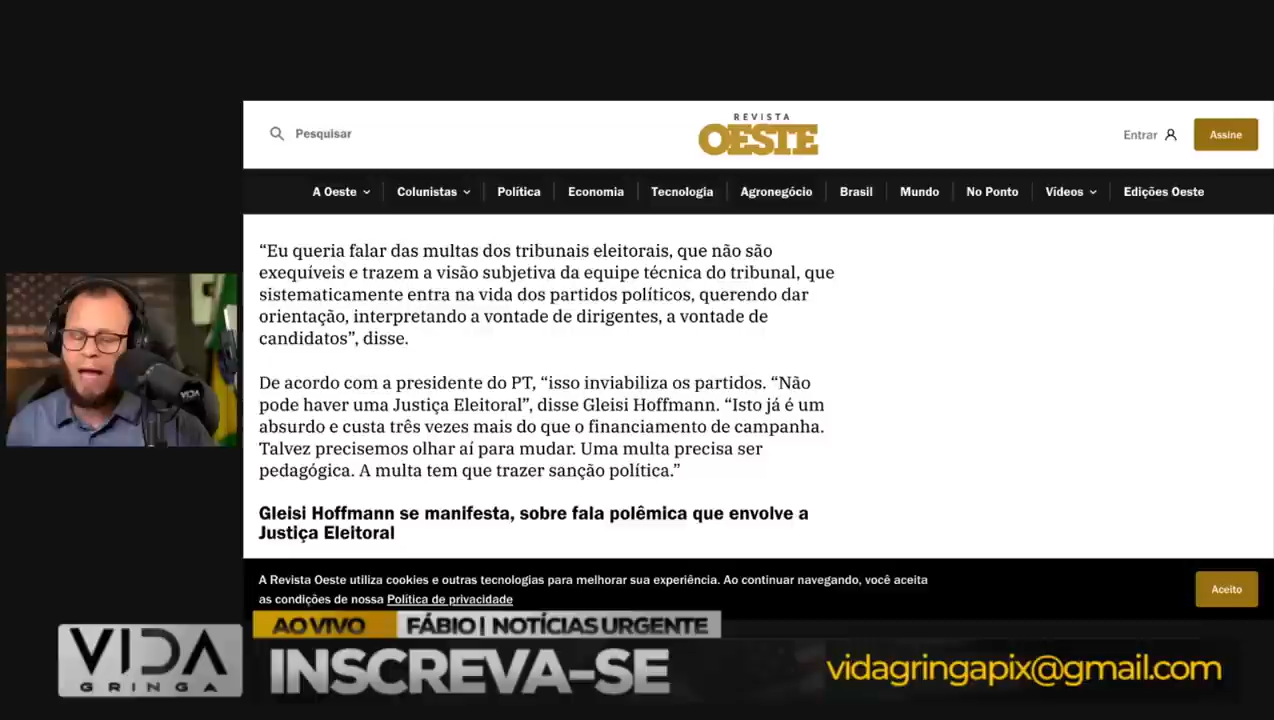 Pesquisar
REVISTA
OESTE
Entrar
Assine
A Oeste
Colunistas
Política
Economia
Tecnologia
Agronegócio
Brasil
Mundo
No Ponto
Vídeos
Edições Oeste
“Eu queria falar das multas dos tribunais eleitorais, que não são
exequíveis e trazem a visão subjetiva da equipe técnica do tribunal, que
sistematicamente entra na vida dos partidos políticos, querendo dar
orientação, interpretando a vontade de dirigentes, a vontade de
candidatos”, disse.
De acordo com a presidente do PT, “isso inviabiliza os partidos. “Não
pode haver uma Justiça Eleitoral”, disse Gleisi Hoffmann. “Isto já é um
absurdo e custa três vezes mais do que o financiamento de campanha.
Talvez precisemos olhar aí para mudar. Uma multa precisa ser
pedagógica. A multa tem que trazer sanção política.”
Gleisi Hoffmann se manifesta, sobre fala polêmica que envolve a
Justiça Eleitoral
A Revista Oeste utiliza cookies e outras tecnologias para melhorar sua experiência. Ao continuar navegando, você aceita
as condições de nossa Política de privacidade
Aceito
AO VIVO
FÁBIO | NOTÍCIAS URGENTE
VIDA
GRINGA
INSCREVA-SE
vidagringapix@gmail.com
VIDA